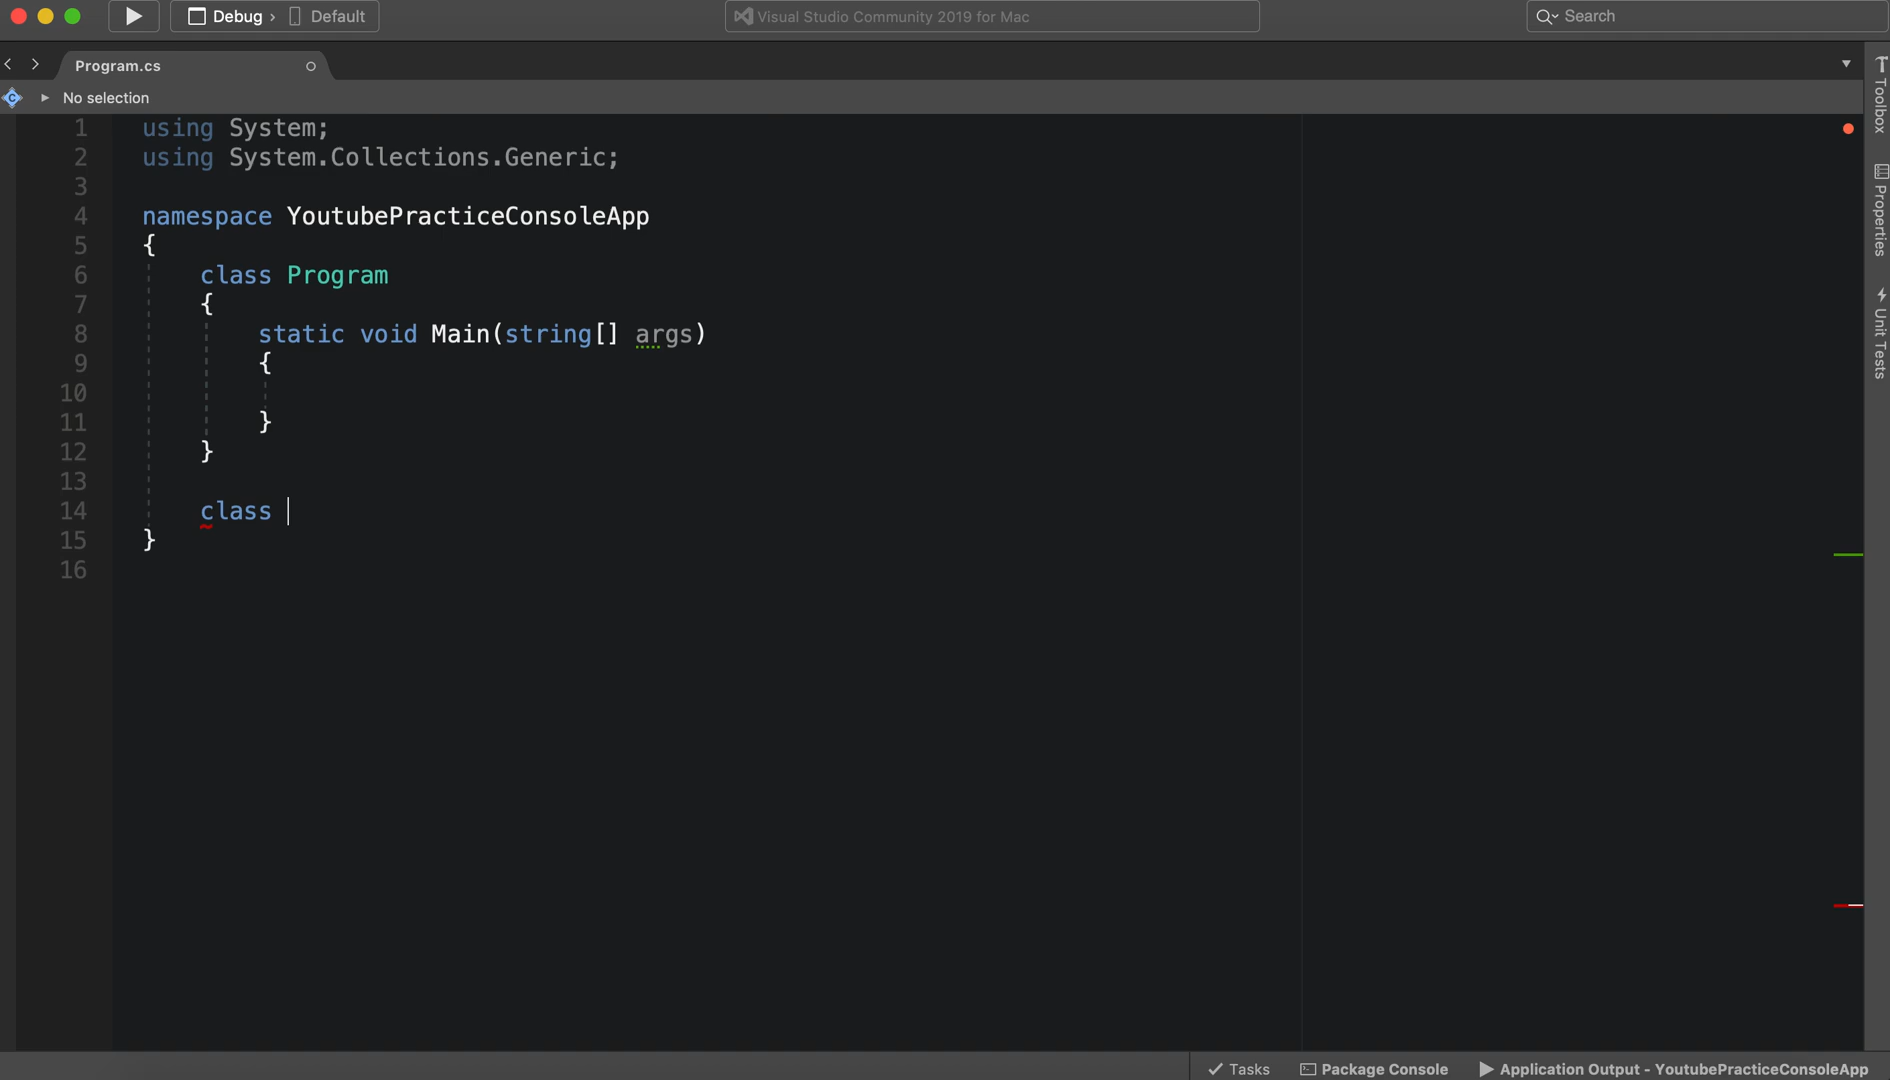 Debug › Default
Visual Studio Community 2019 for Mac
Search
Program.cs
No selection
1 using System;
2 using System.Collections.Generic;
3
4 namespace YoutubePracticeConsoleApp
5 {
6 class Program
7 {
8 static void Main(string[] args)
9 {
10
11 }
12 }
13
14 class
15 }
16
Toolbox
Properties
Unit Tests
Tasks
Package Console
Application Output - YoutubePracticeConsoleApp